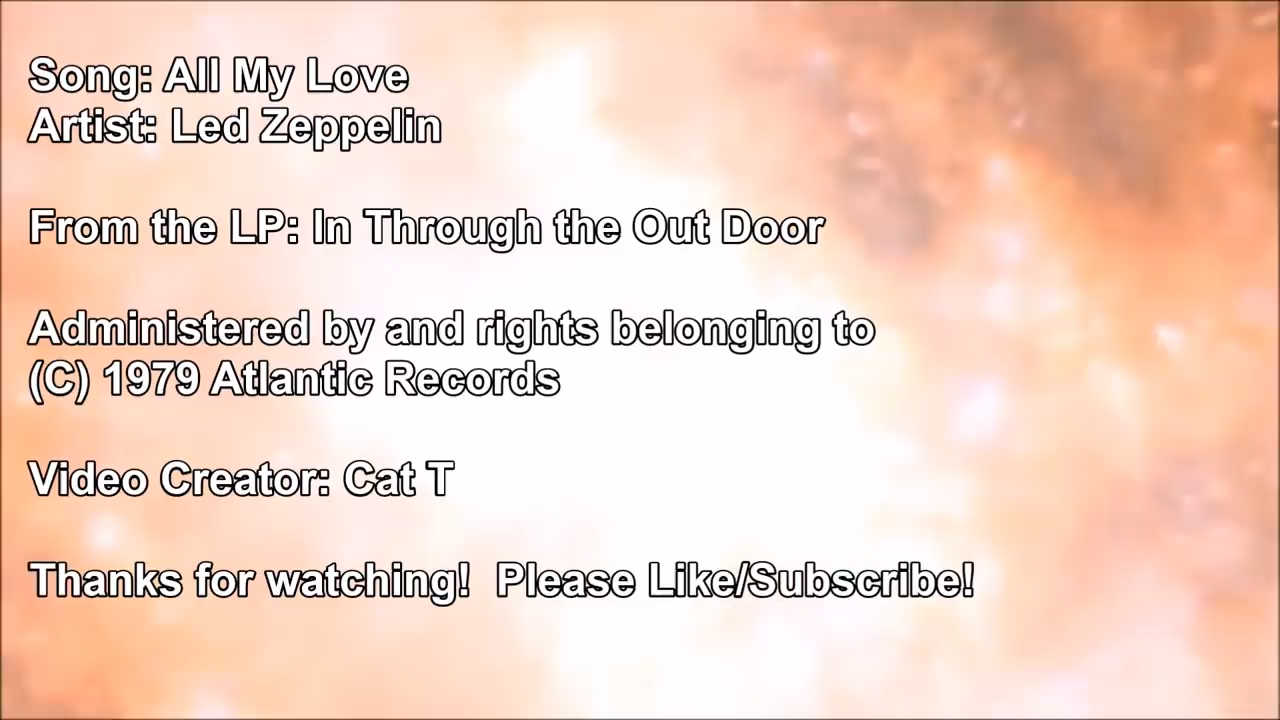 Song: All My Love
Artist: Led Zeppelin
From the LP: In Through the Out Door
Administered by and rights belonging to
(C) 1979 Atlantic Records
Video Creator: Cat T
Thanks for watching!  Please Like/Subscribe!